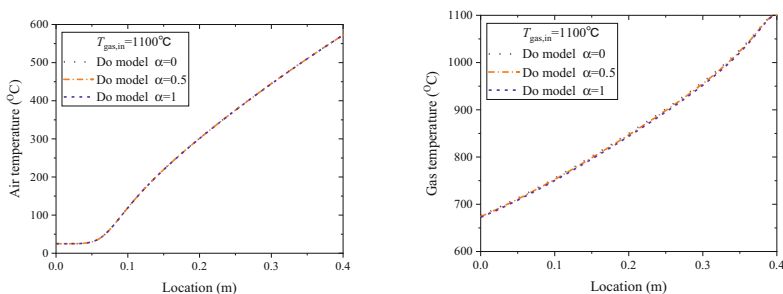 600
500
400
300
200
100
0
0.0
0.1
0.2
0.3
0.4
Air temperature (°C)
Location (m)
Tgas,in=1100℃
Do model α=0
Do model α=0.5
Do model α=1
1100
1000
900
800
700
600
0.0
0.1
0.2
0.3
0.4
Gas temperature (°C)
Location (m)
Tgas,in=1100℃
Do model α=0
Do model α=0.5
Do model α=1